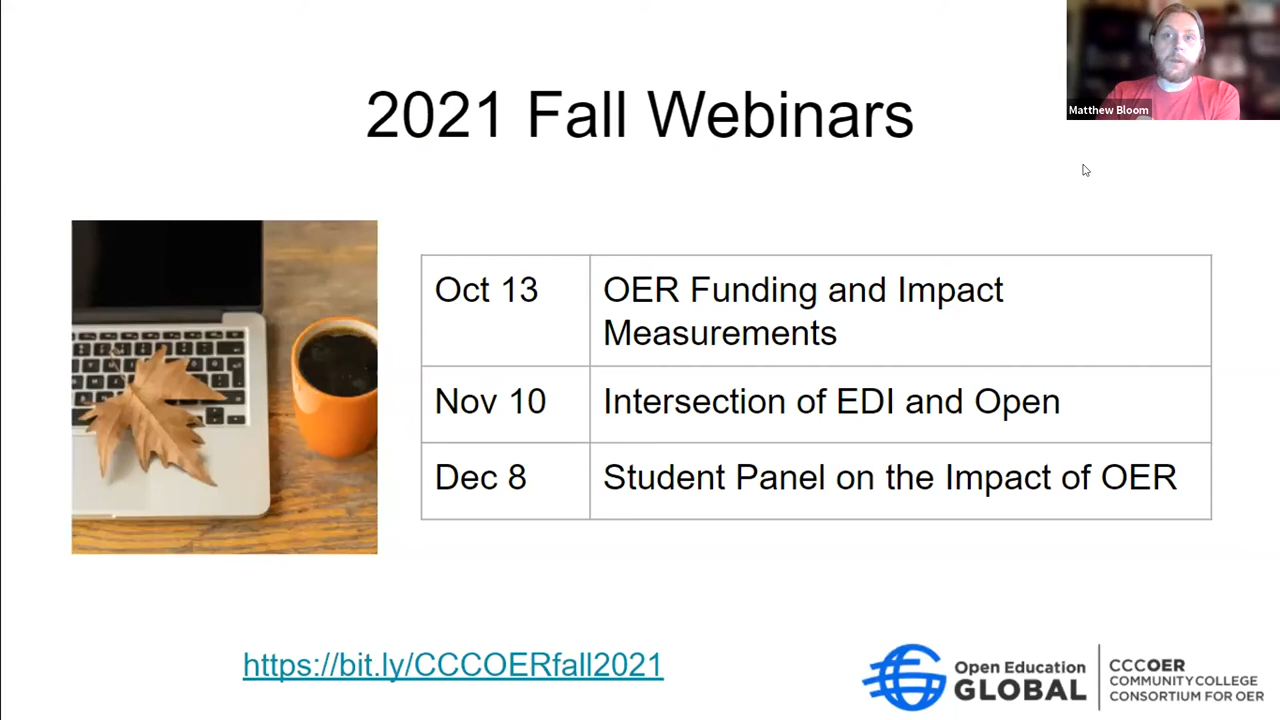 2021 Fall Webinars
Matthew Bloom
Oct 13
OER Funding and Impact
Measurements
Nov 10
Intersection of EDI and Open
Dec 8
Student Panel on the Impact of OER
https://bit.ly/CCCOERfall2021
Open Education
GLOBAL
CCCOER
COMMUNITY COLLEGE
CONSORTIUM FOR OER